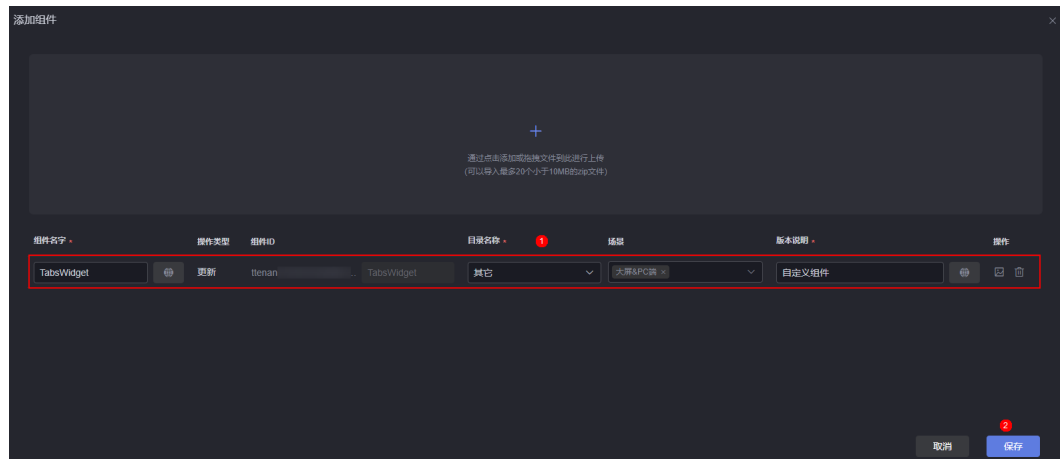 添加组件
通过点击添加或拖拽文件到此进行上传
(可以导入最多20个小于10MB的zip文件)
组件名字 * 操作类型 组件ID 目录名称 * 1 场景 版本说明 * 操作
TabsWidget 更新 ttenan _ TabsWidget 其它 大屏&PC端 × 自定义组件
2
取消 保存